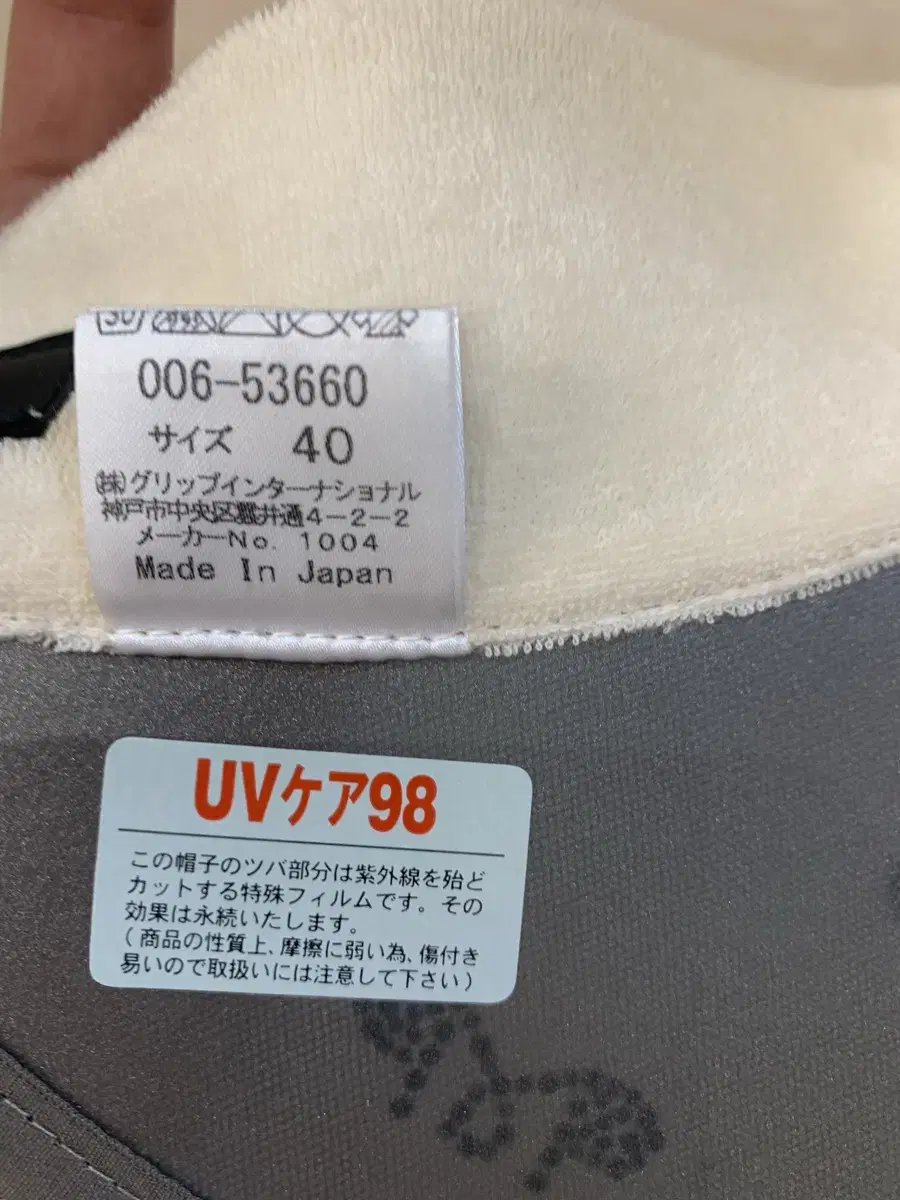 30
006-53660
サイズ 40
(株)グリップインターナショナル
神戸市中央区磯上通4-2-2
メーカーNo. 1004
Made In Japan
UVケア98
この帽子のツバ部分は紫外線を殆ど
カットする特殊フィルムです。その
効果は永続いたします。
(商品の性質上、摩擦に弱い為、傷付き
易いので取扱いには注意して下さい)